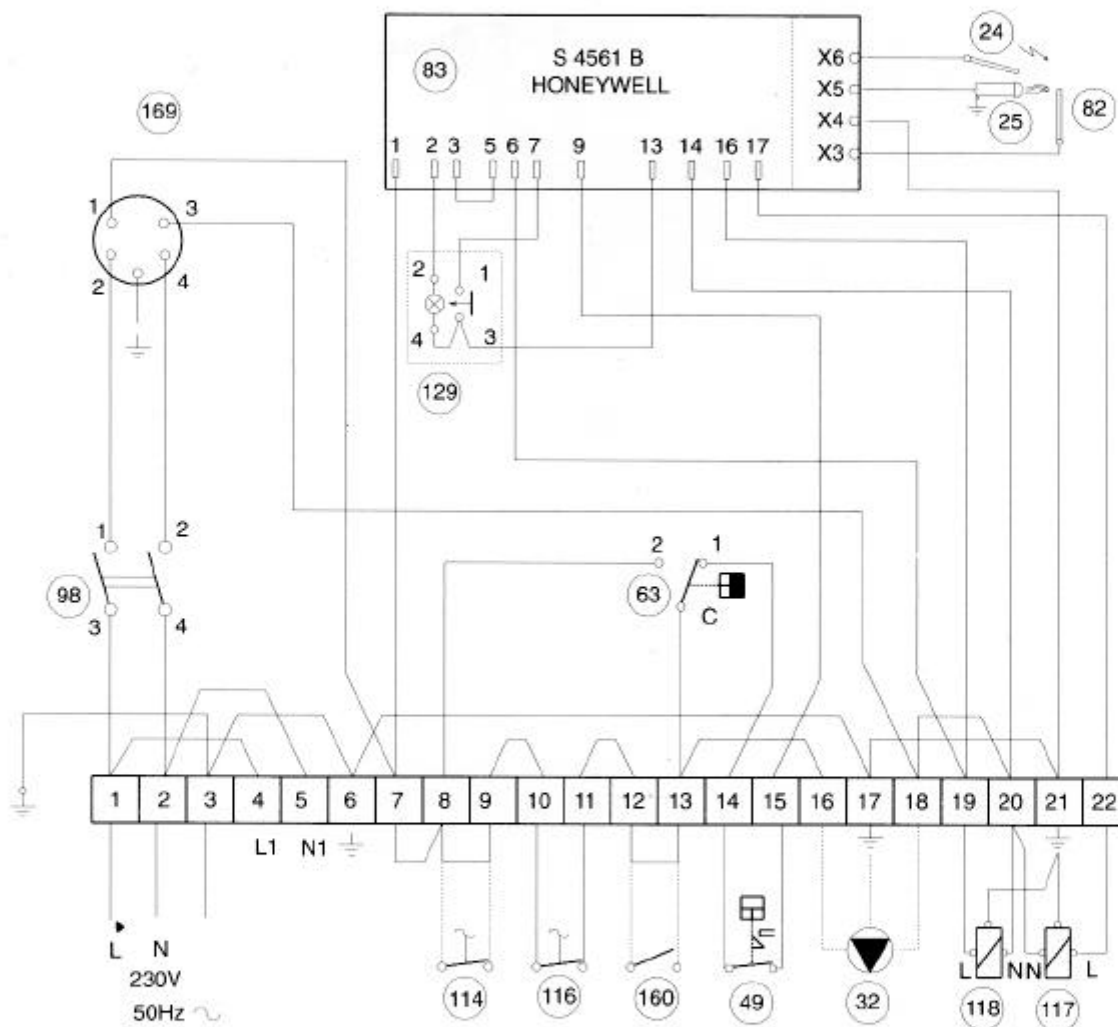 24
S 4561 B
HONEYWELL
83
X6
X5
X4
X3
25
82
169
1 2 3 5 6 7 9 13 14 16 17
1 3
2 4
2 1
4 3
129
1 2
98
3 4
2 1
63
C
1 2 3 4 5 6 7 8 9 10 11 12 13 14 15 16 17 18 19 20 21 22
L1 N1
L N
230V
50Hz
L N N L
114 116 160 49 32 118 117